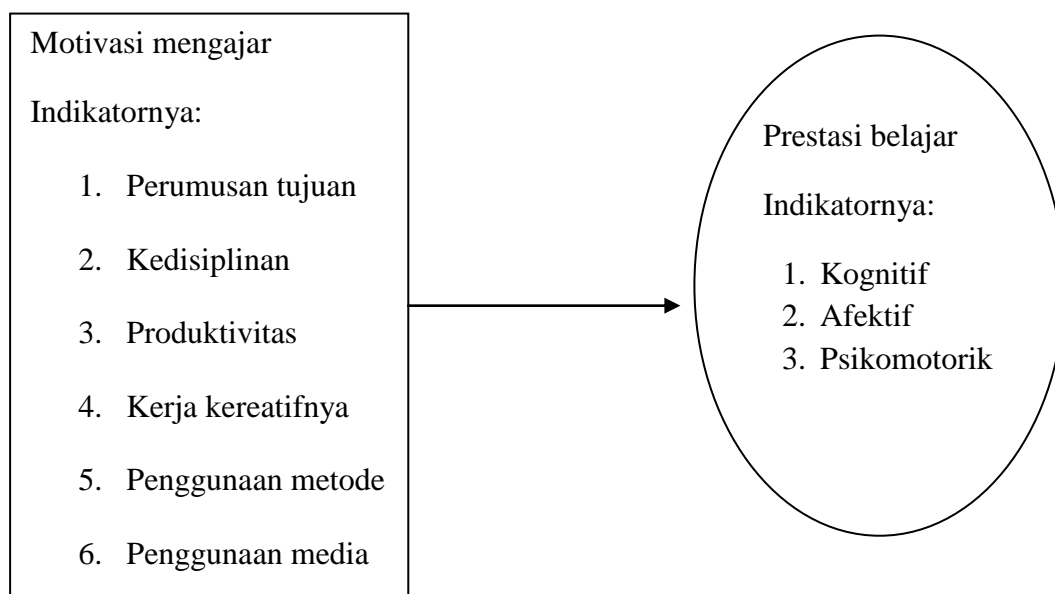 Motivasi mengajar
Indikatornya:
1. Perumusan tujuan
2. Kedisiplinan
3. Produktivitas
4. Kerja kereatifnya
5. Penggunaan metode
6. Penggunaan media
Prestasi belajar
Indikatornya:
1. Kognitif
2. Afektif
3. Psikomotorik